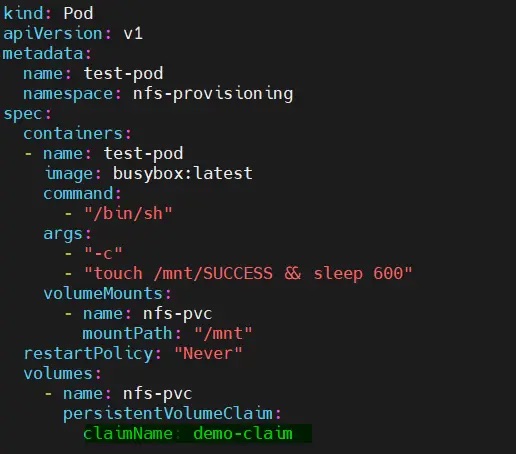 kind: Pod
apiVersion: v1
metadata:
  name: test-pod
  namespace: nfs-provisioning
spec:
  containers:
  - name: test-pod
    image: busybox:latest
    command:
      - "/bin/sh"
    args:
      - "-c"
      - "touch /mnt/SUCCESS && sleep 600"
    volumeMounts:
      - name: nfs-pvc
        mountPath: "/mnt"
  restartPolicy: "Never"
  volumes:
    - name: nfs-pvc
      persistentVolumeClaim:
        claimName: demo-claim